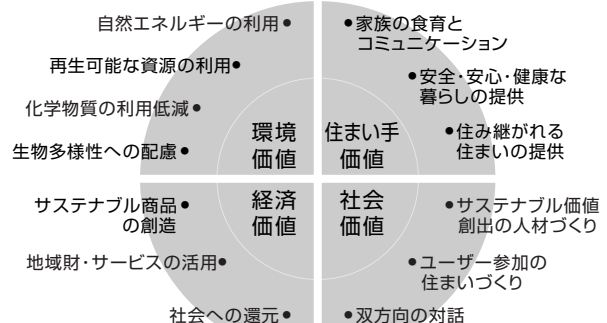 自然エネルギーの利用●
再生可能な資源の利用●
化学物質の利用低減●
生物多様性への配慮●
環境
価値
●家族の食育と
コミュニケーション
●安全・安心・健康な
暮らしの提供
●住み継がれる
住まいの提供
住まい手
価値
サステナブル商品●
の創造
地域財・サービスの活用●
社会への還元●
経済
価値
社会
価値
●サステナブル価値
創出の人材づくり
●ユーザー参加の
住まいづくり
●双方向の対話